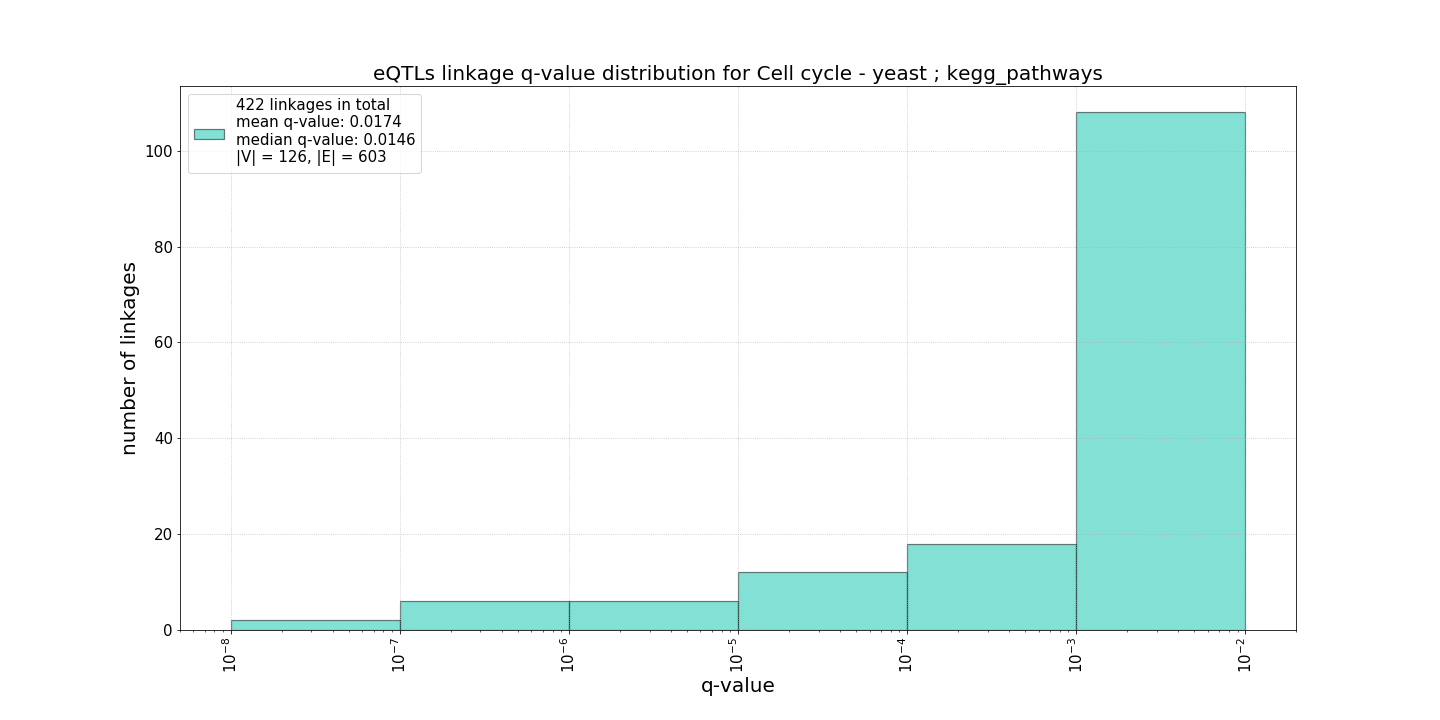 eQTLs linkage q-value distribution for Cell cycle - yeast ; kegg_pathways
422 linkages in total
mean q-value: 0.0174
median q-value: 0.0146
|V| = 126, |E| = 603
number of linkages
100
80
60
40
20
0
10⁻⁸
10⁻⁷
10⁻⁶
10⁻⁵
10⁻⁴
10⁻³
10⁻²
q-value